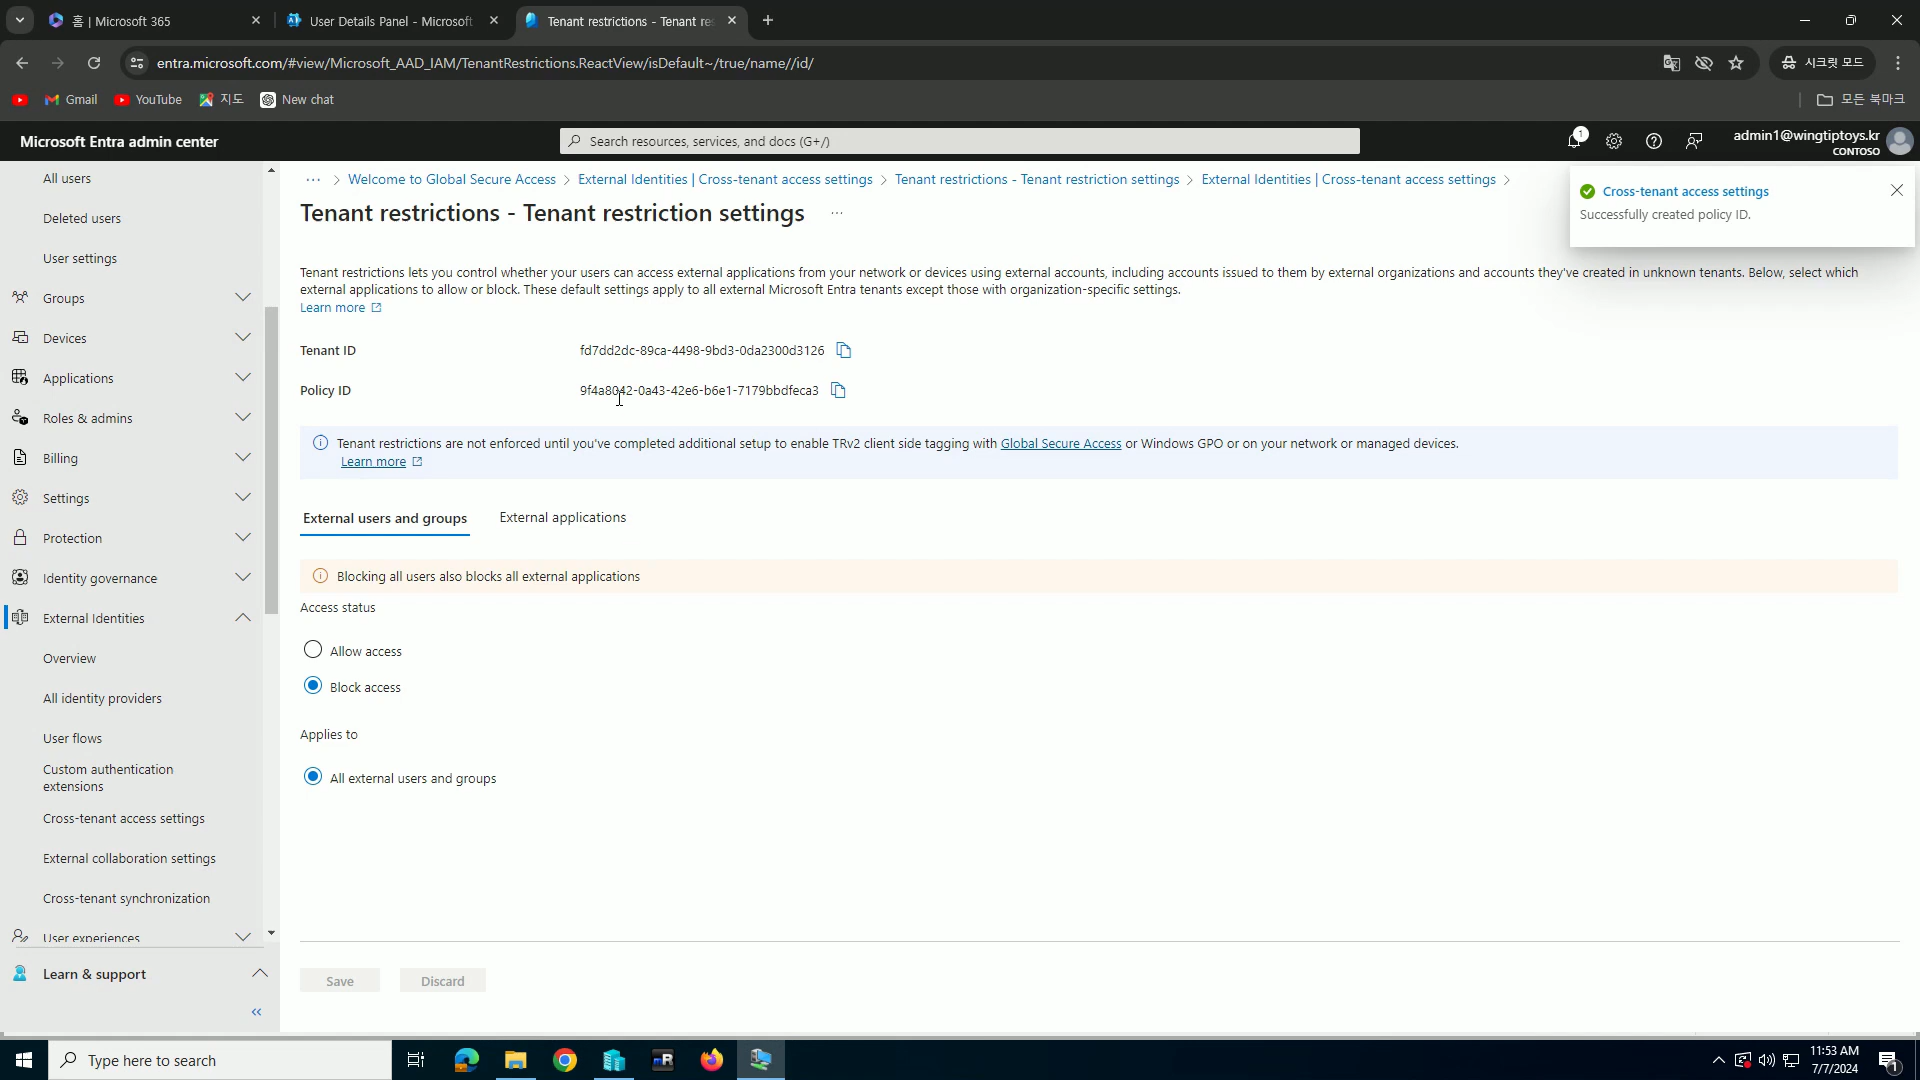 홈 | Microsoft 365
User Details Panel - Microsoft
Tenant restrictions - Tenant res
entra.microsoft.com/#view/Microsoft_AAD_IAM/TenantRestrictions.ReactView/isDefault~/true/name//id/
시크릿 모드
Gmail
YouTube
지도
New chat
모든 북마크
Microsoft Entra admin center
Search resources, services, and docs (G+/)
1
admin1@wingtiptoys.kr
CONTOSO
All users
Deleted users
User settings
Groups
Devices
Applications
Roles & admins
Billing
Settings
Protection
Identity governance
External Identities
Overview
All identity providers
User flows
Custom authentication
extensions
Cross-tenant access settings
External collaboration settings
Cross-tenant synchronization
User experiences
Learn & support
... > Welcome to Global Secure Access > External Identities | Cross-tenant access settings > Tenant restrictions - Tenant restriction settings > External Identities | Cross-tenant access settings >
Tenant restrictions - Tenant restriction settings ...
Cross-tenant access settings
Successfully created policy ID.
Tenant restrictions lets you control whether your users can access external applications from your network or devices using external accounts, including accounts issued to them by external organizations and accounts they've created in unknown tenants. Below, select which
external applications to allow or block. These default settings apply to all external Microsoft Entra tenants except those with organization-specific settings.
Learn more
Tenant ID fd7dd2dc-89ca-4498-9bd3-0da2300d3126
Policy ID 9f4a8042-0a43-42e6-b6e1-7179bbdfeca3
Tenant restrictions are not enforced until you've completed additional setup to enable TRv2 client side tagging with Global Secure Access or Windows GPO or on your network or managed devices.
Learn more
External users and groups
External applications
Blocking all users also blocks all external applications
Access status
Allow access
Block access
Applies to
All external users and groups
Save
Discard
Type here to search
11:53 AM
7/7/2024
1